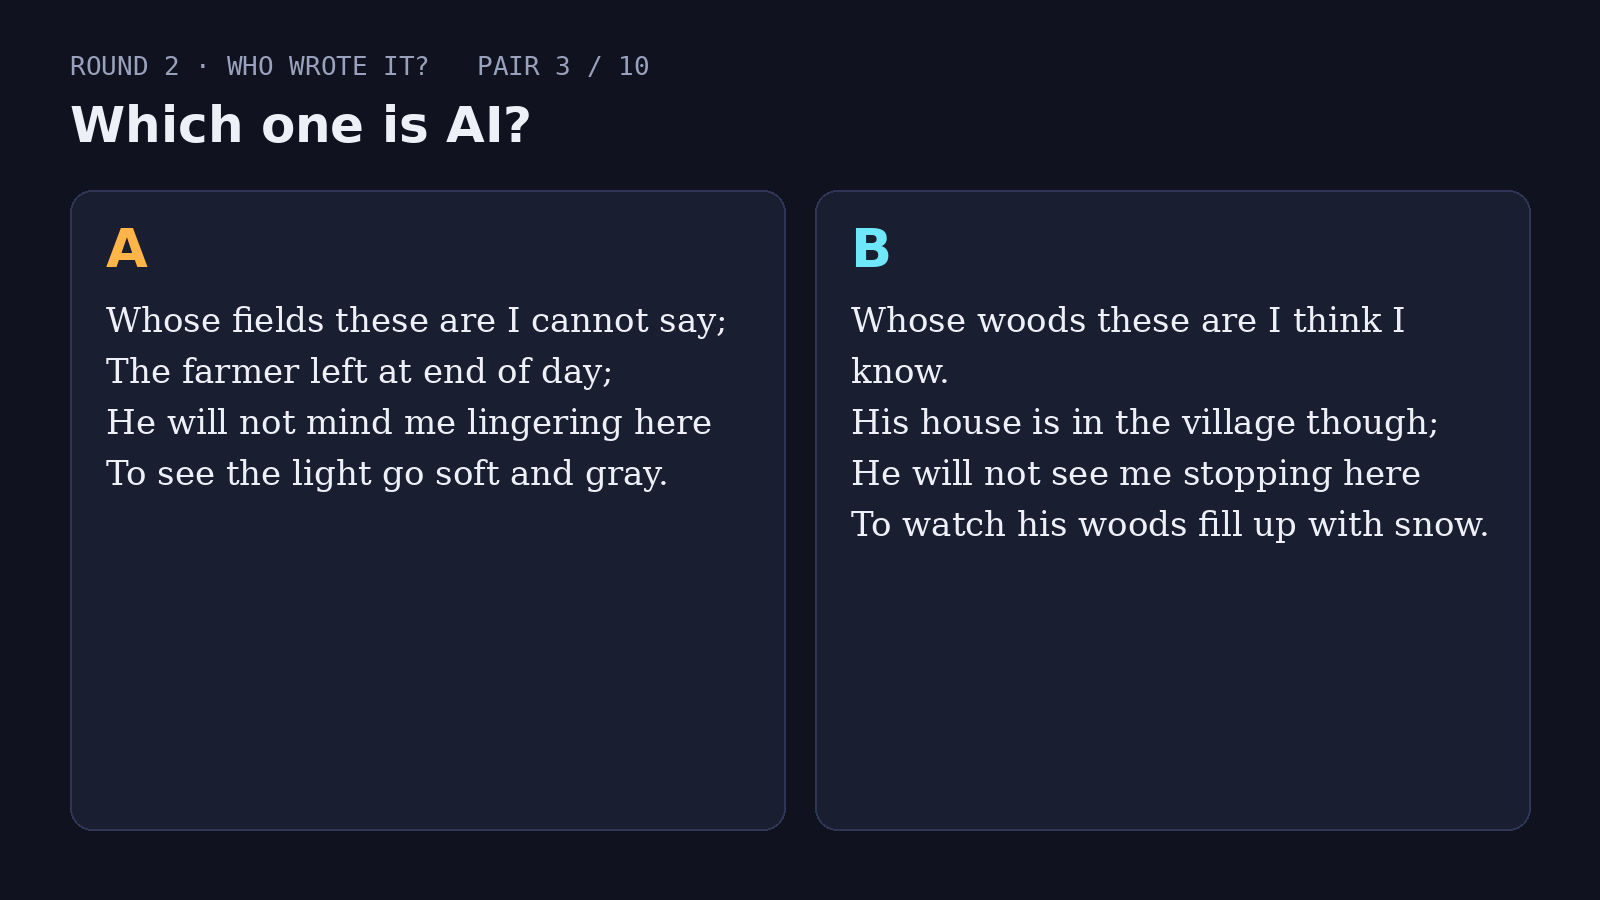 ROUND 2 · WHO WROTE IT?   PAIR 3 / 10
Which one is AI?
A
Whose fields these are I cannot say;
The farmer left at end of day;
He will not mind me lingering here
To see the light go soft and gray.
B
Whose woods these are I think I
know.
His house is in the village though;
He will not see me stopping here
To watch his woods fill up with snow.